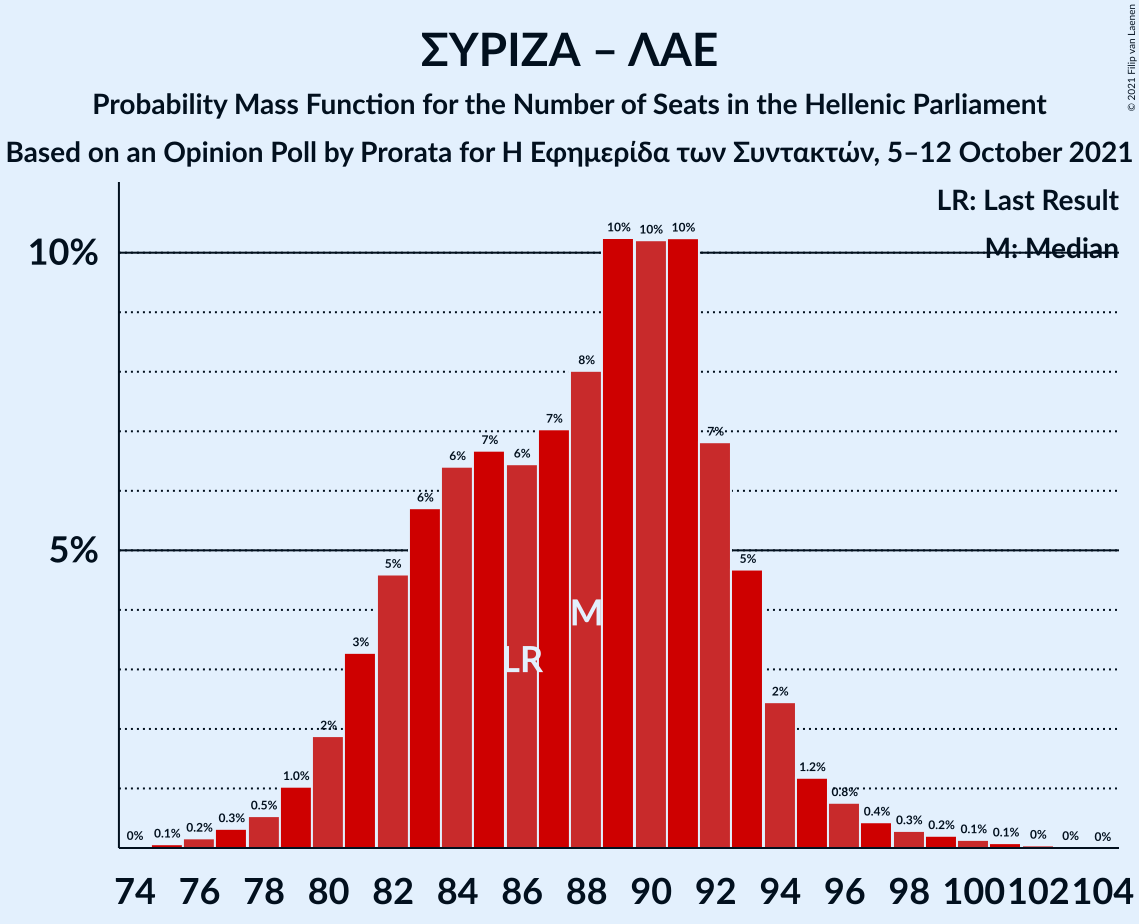 ΣΥΡΙΖΑ – ΛΑΕ
Probability Mass Function for the Number of Seats in the Hellenic Parliament
Based on an Opinion Poll by Prorata for Η Εφημερίδα των Συντακτών, 5–12 October 2021
© 2021 Filip van Laenen
LR: Last Result
M: Median
10%
5%
0% 0.1% 0.2% 0.3% 0.5% 1.0% 2% 3% 5% 6% 6% 7% 6% 7% 8% 10% 10% 10% 7% 5% 2% 1.2% 0.8% 0.4% 0.3% 0.2% 0.1% 0.1% 0% 0% 0%
M
LR
74 76 78 80 82 84 86 88 90 92 94 96 98 100 102 104